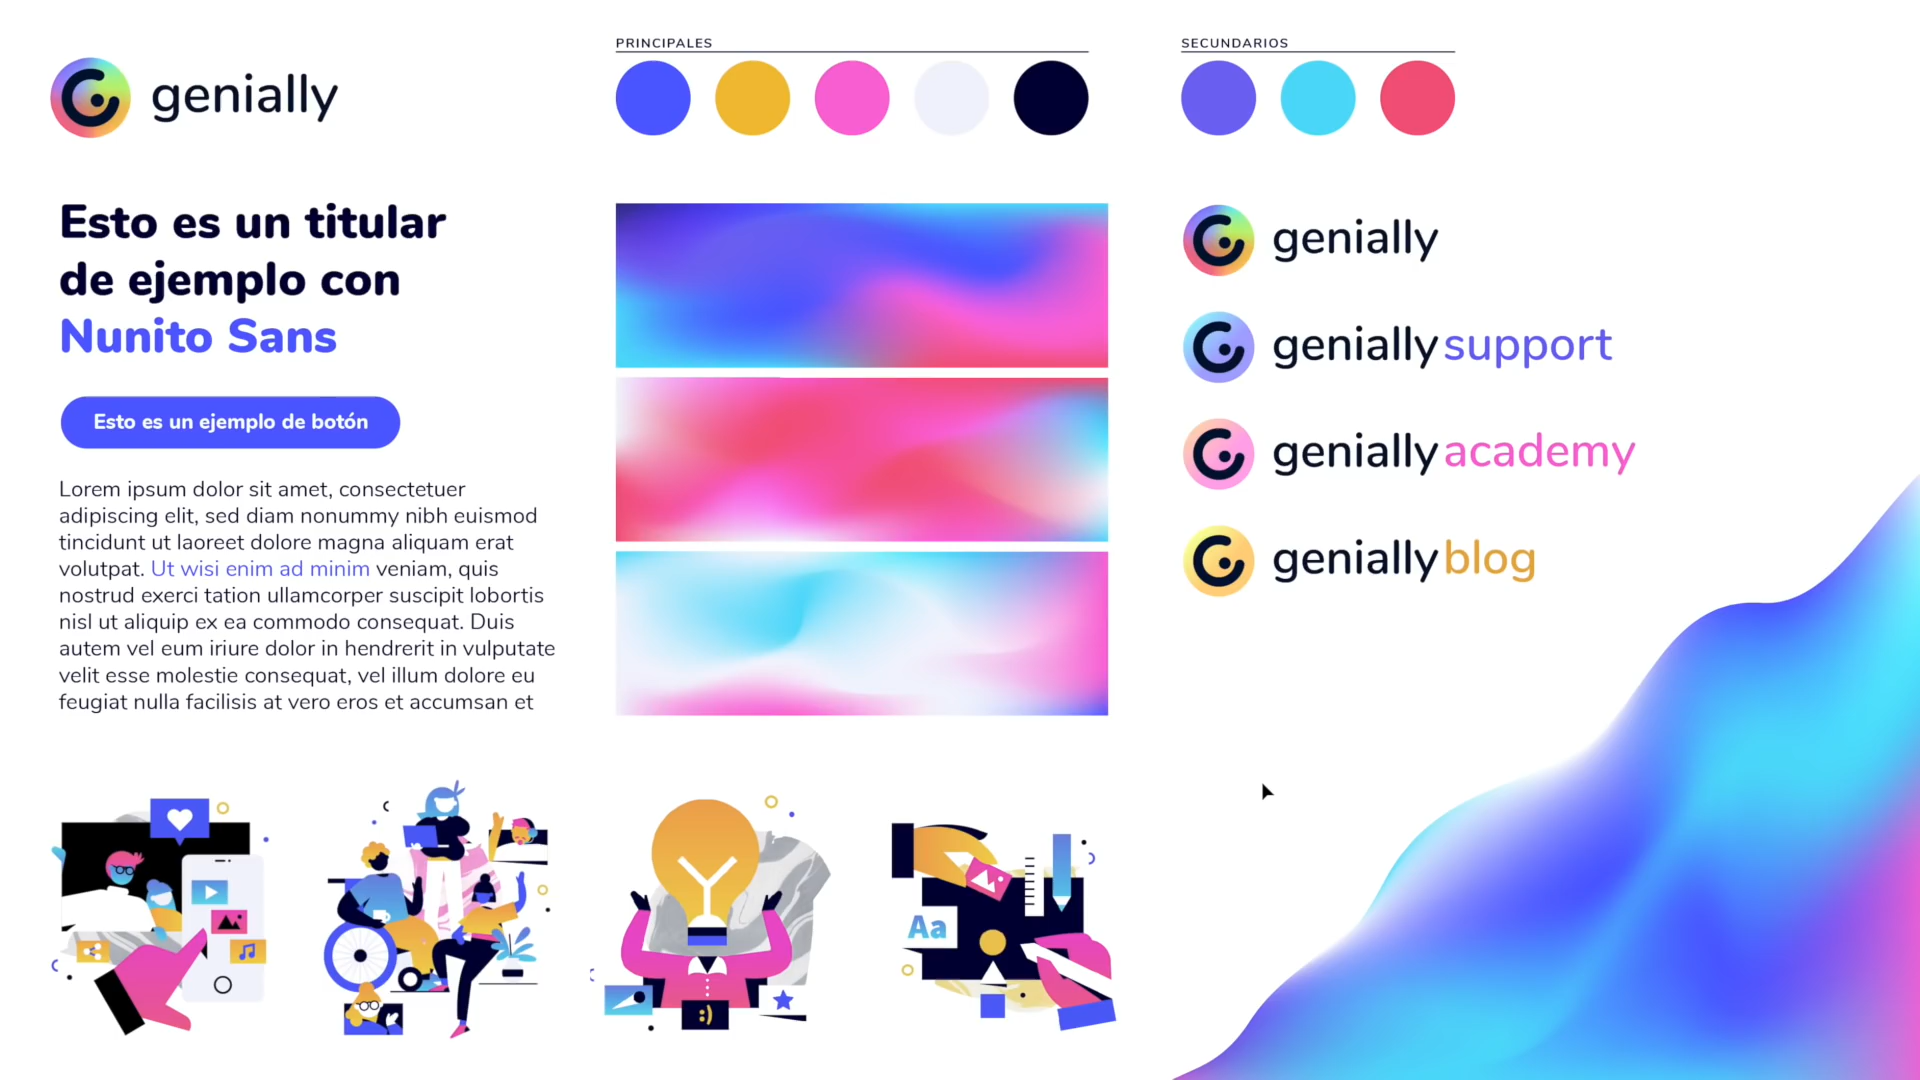 genially
Esto es un titular
de ejemplo con
Nunito Sans
Esto es un ejemplo de botón
Lorem ipsum dolor sit amet, consectetuer
adipiscing elit, sed diam nonummy nibh euismod
tincidunt ut laoreet dolore magna aliquam erat
volutpat. Ut wisi enim ad minim veniam, quis
nostrud exerci tation ullamcorper suscipit lobortis
nisl ut aliquip ex ea commodo consequat. Duis
autem vel eum iriure dolor in hendrerit in vulputate
velit esse molestie consequat, vel illum dolore eu
feugiat nulla facilisis at vero eros et accumsan et
PRINCIPALES
SECUNDARIOS
genially
genially support
genially academy
genially blog
:)
Aa